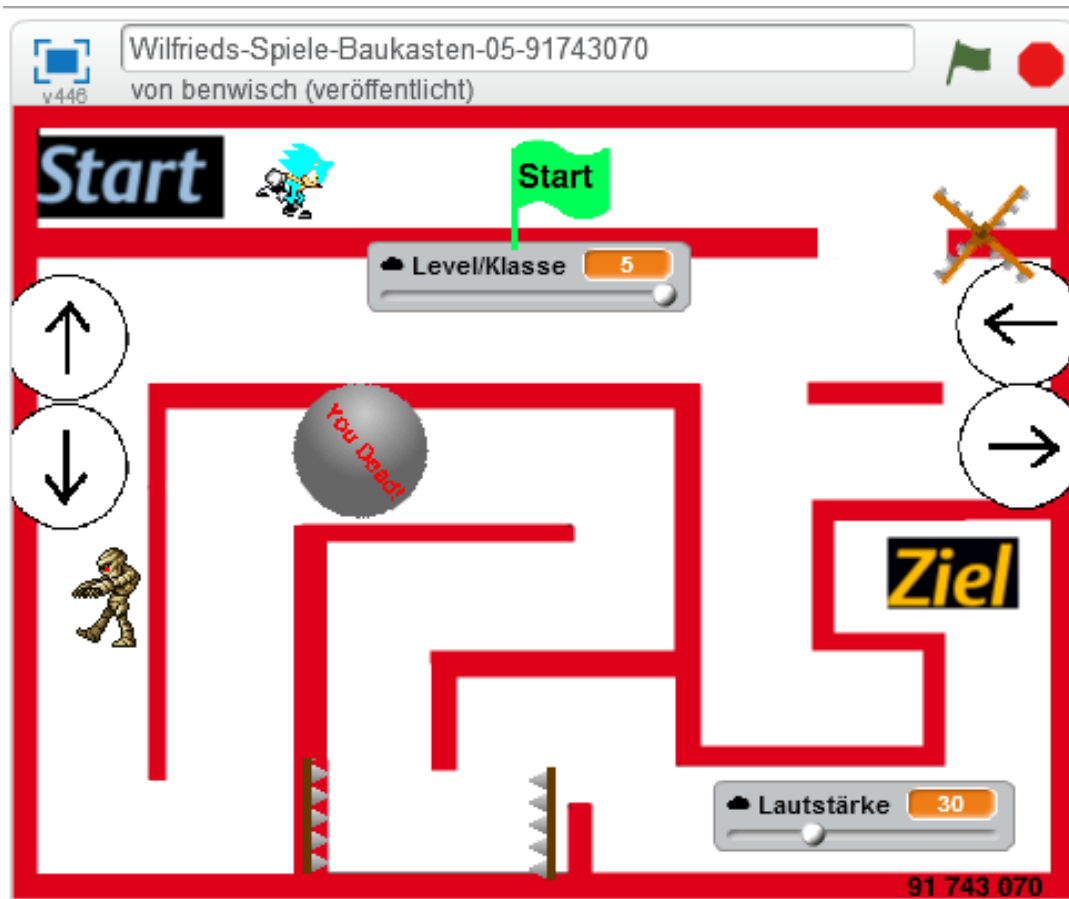 Wilfrieds-Spiele-Baukasten-05-91743070
v446
von benwisch (veröffentlicht)
Start
Start
Level/Klasse 5
You Dead!
Ziel
Lautstärke 30
91 743 070